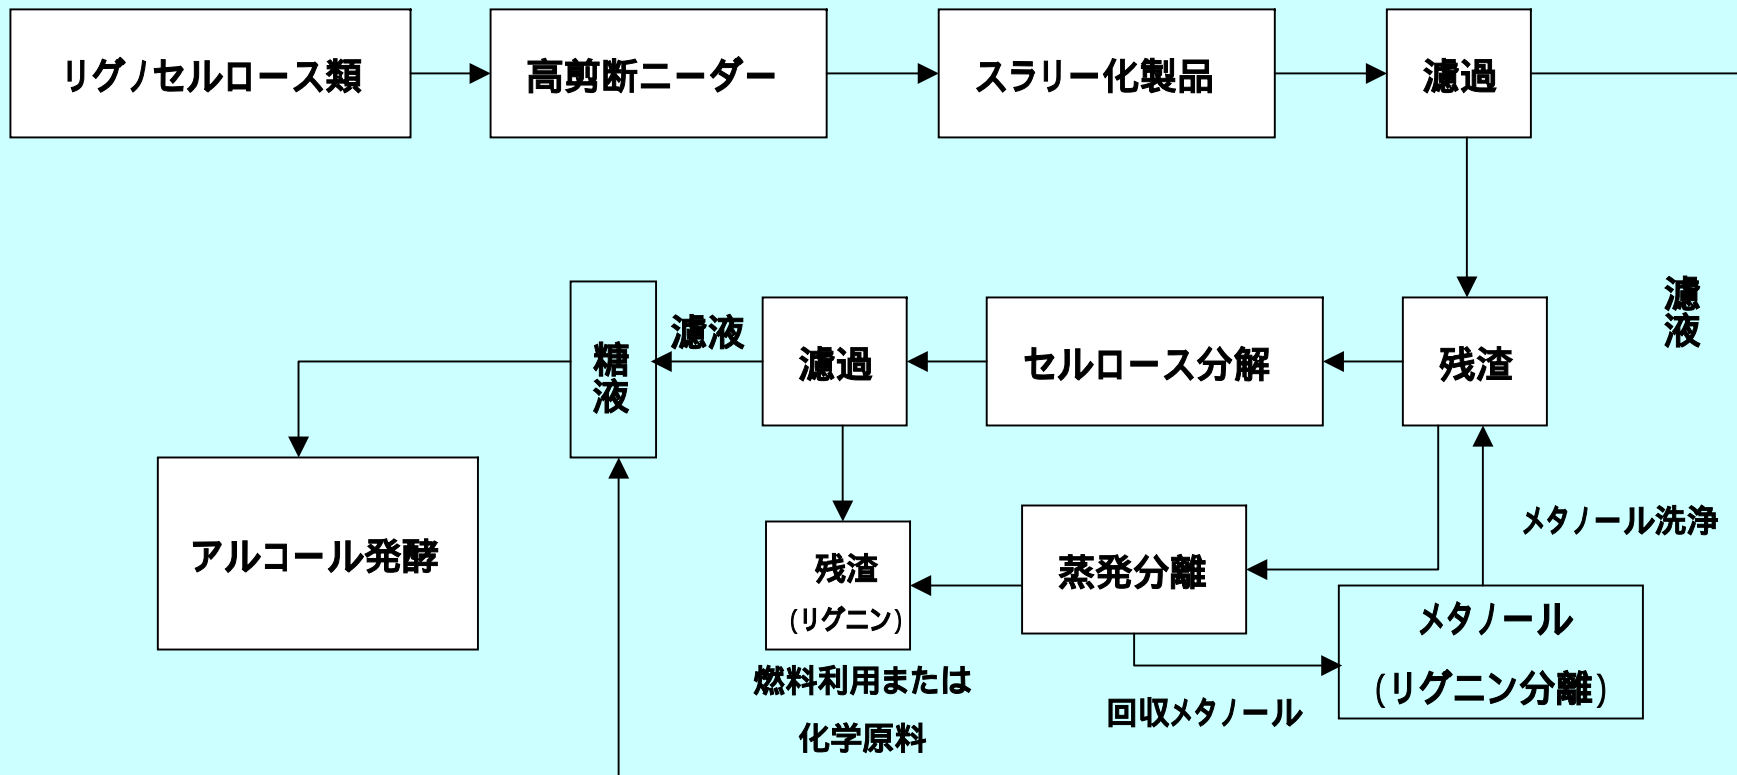 リグノセルロース類
高剪断ニーダー
スラリー化製品
濾過
濾液
糖液
濾液
濾過
セルロース分解
残渣
アルコール発酵
残渣
(リグニン)
蒸発分離
メタノール洗浄
メタノール
(リグニン分離)
燃料利用または
化学原料
回収メタノール